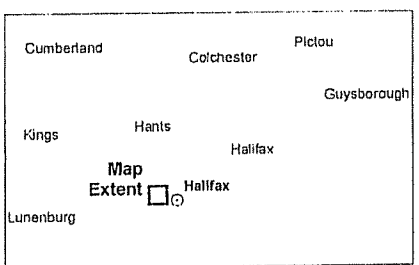 Cumberland
Colchester
Pictou
Guysborough
Kings
Hants
Halifax
Map
Extent
Halifax
Lunenburg